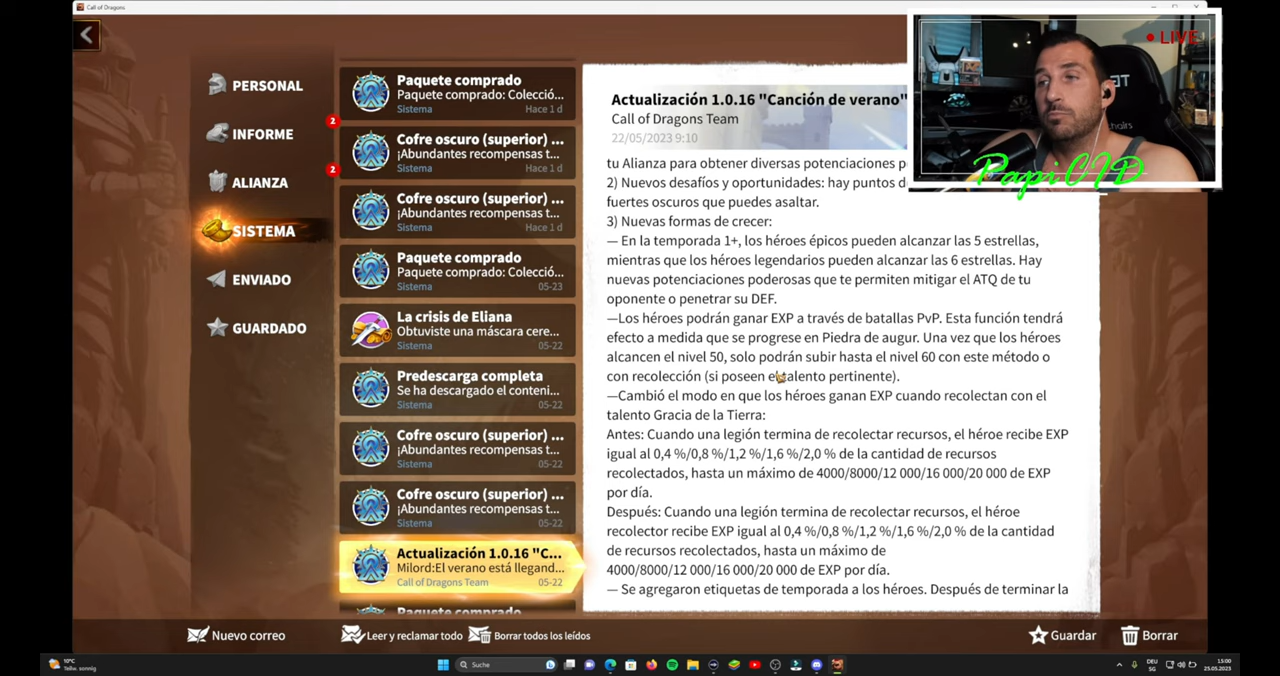 Call of Dragons
LIVE
PapiCID
PERSONAL
2
INFORME
2
ALIANZA
SISTEMA
ENVIADO
GUARDADO
Paquete comprado
Paquete comprado: Colecció...
Sistema
Hace 1 d
Cofre oscuro (superior) ...
¡Abundantes recompensas t...
Sistema
Hace 1 d
Cofre oscuro (superior) ...
¡Abundantes recompensas t...
Sistema
Hace 1 d
Paquete comprado
Paquete comprado: Colecció...
Sistema
05-23
La crisis de Eliana
Obtuviste una máscara cere...
Sistema
05-22
Predescarga completa
Se ha descargado el conteni...
Sistema
05-22
Cofre oscuro (superior) ...
¡Abundantes recompensas t...
Sistema
05-22
Cofre oscuro (superior) ...
¡Abundantes recompensas t...
Sistema
05-22
Actualización 1.0.16 "C...
Milord:El verano está llegand...
Call of Dragons Team
05-22
Paquete comprado
Actualización 1.0.16 "Canción de verano"
Call of Dragons Team
22/05/2023 9:10
tu Alianza para obtener diversas potenciaciones
2) Nuevos desafíos y oportunidades: hay puntos
fuertes oscuros que puedes asaltar.
3) Nuevas formas de crecer:
— En la temporada 1+, los héroes épicos pueden alcanzar las 5 estrellas,
mientras que los héroes legendarios pueden alcanzar las 6 estrellas. Hay
nuevas potenciaciones poderosas que te permiten mitigar el ATQ de tu
oponente o penetrar su DEF.
—Los héroes podrán ganar EXP a través de batallas PvP. Esta función tendrá
efecto a medida que se progrese en Piedra de augur. Una vez que los héroes
alcancen el nivel 50, solo podrán subir hasta el nivel 60 con este método o
con recolección (si poseen el talento pertinente).
—Cambió el modo en que los héroes ganan EXP cuando recolectan con el
talento Gracia de la Tierra:
Antes: Cuando una legión termina de recolectar recursos, el héroe recibe EXP
igual al 0,4 %/0,8 %/1,2 %/1,6 %/2,0 % de la cantidad de recursos
recolectados, hasta un máximo de 4000/8000/12 000/16 000/20 000 de EXP
por día.
Después: Cuando una legión termina de recolectar recursos, el héroe
recolector recibe EXP igual al 0,4 %/0,8 %/1,2 %/1,6 %/2,0 % de la cantidad
de recursos recolectados, hasta un máximo de
4000/8000/12 000/16 000/20 000 de EXP por día.
— Se agregaron etiquetas de temporada a los héroes. Después de terminar la
Nuevo correo
Leer y reclamar todo
Borrar todos los leídos
Guardar
Borrar
10°C
Teilw. sonnig
Suche
DEU
SG
15:00
25.05.2023